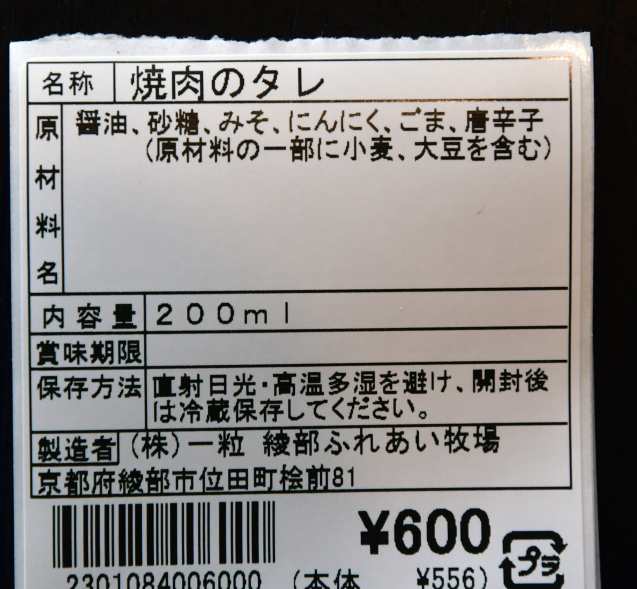 名称 焼肉のタレ
原材料名 醤油、砂糖、みそ、にんにく、ごま、唐辛子
(原材料の一部に小麦、大豆を含む)
内容量 200ml
賞味期限
保存方法 直射日光・高温多湿を避け、開封後
は冷蔵保存してください。
製造者 (株)一粒 綾部ふれあい牧場
京都府綾部市位田町桧前81
¥600
プラ
2301084006000 (本体 ¥556)